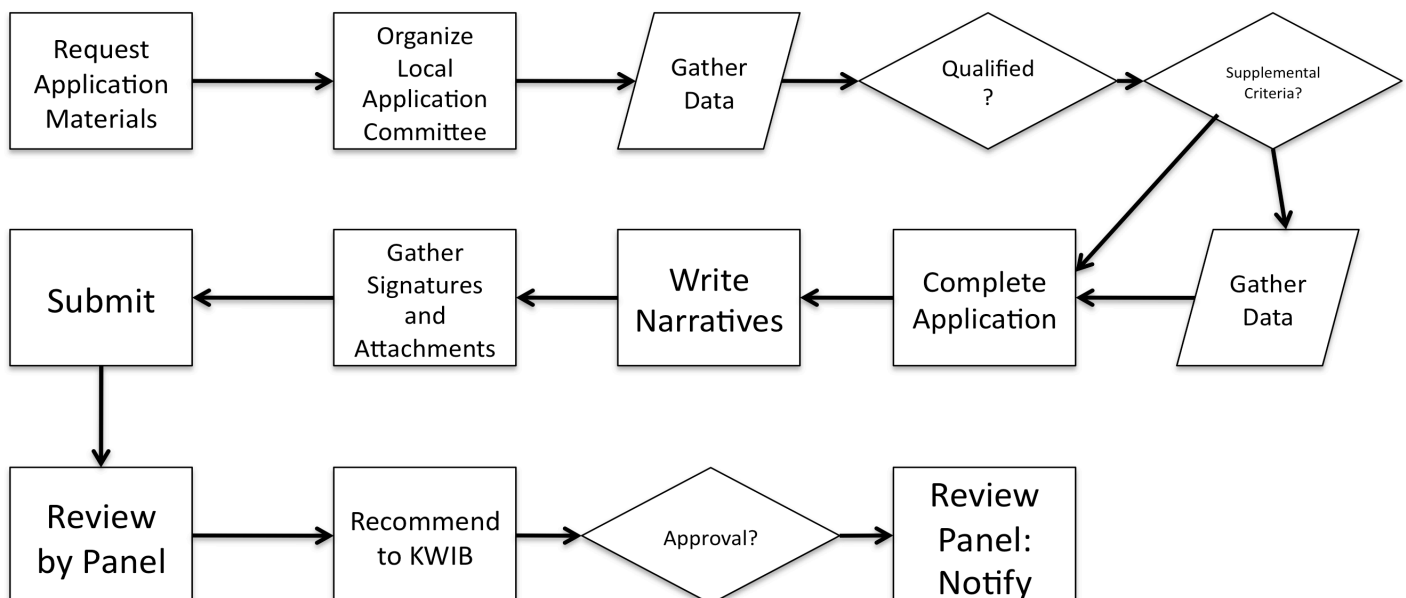 Request
Application
Materials
Organize
Local
Application
Committee
Gather
Data
Qualified
?
Supplemental
Criteria?
Submit
Gather
Signatures
and
Attachments
Write
Narratives
Complete
Application
Gather
Data
Review
by Panel
Recommend
to KWIB
Approval?
Review
Panel:
Notify